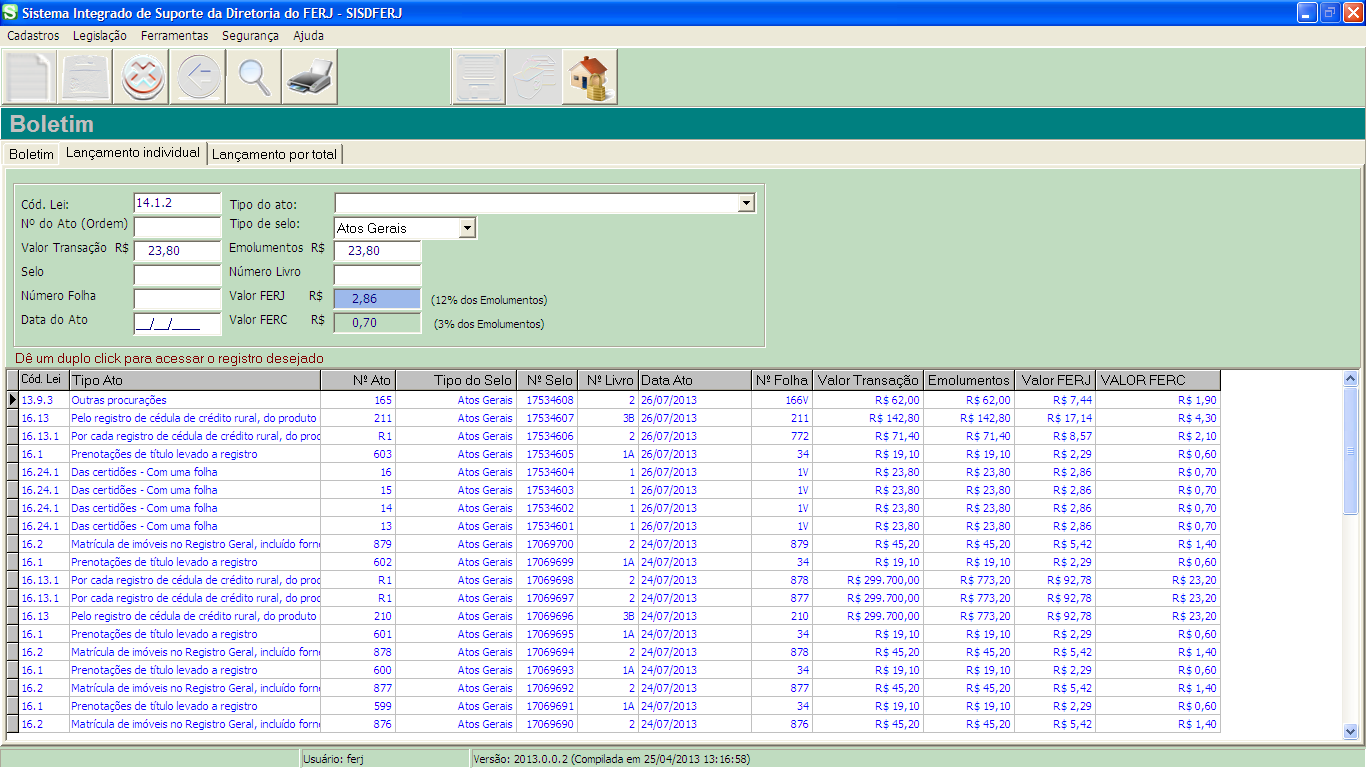 Sistema Integrado de Suporte da Diretoria do FERJ - SISDFERJ
Cadastros Legislação Ferramentas Segurança Ajuda
Boletim
Boletim Lançamento individual Lançamento por total
Cód. Lei: 14.1.2 Tipo do ato:
Nº do Ato (Ordem) Tipo de selo: Atos Gerais
Valor Transação R$ 23,80 Emolumentos R$ 23,80
Selo Número Livro
Número Folha Valor FERJ R$ 2,86 (12% dos Emolumentos)
Data do Ato __/__/____ Valor FERC R$ 0,70 (3% dos Emolumentos)
Dê um duplo click para acessar o registro desejado
Cód. Lei Tipo Ato Nº Ato Tipo do Selo Nº Selo Nº Livro Data Ato Nº Folha Valor Transação Emolumentos Valor FERJ VALOR FERC
13.9.3 Outras procurações 165 Atos Gerais 17534608 2 26/07/2013 166V R$ 62,00 R$ 62,00 R$ 7,44 R$ 1,90
16.13 Pelo registro de cédula de crédito rural, do produto 211 Atos Gerais 17534607 3B 26/07/2013 211 R$ 142,80 R$ 142,80 R$ 17,14 R$ 4,30
16.13.1 Por cada registro de cédula de crédito rural, do proc R1 Atos Gerais 17534606 2 26/07/2013 772 R$ 71,40 R$ 71,40 R$ 8,57 R$ 2,10
16.1 Prenotações de título levado a registro 603 Atos Gerais 17534605 1A 26/07/2013 34 R$ 19,10 R$ 19,10 R$ 2,29 R$ 0,60
16.24.1 Das certidões - Com uma folha 16 Atos Gerais 17534604 1 26/07/2013 1V R$ 23,80 R$ 23,80 R$ 2,86 R$ 0,70
16.24.1 Das certidões - Com uma folha 15 Atos Gerais 17534603 1 26/07/2013 1V R$ 23,80 R$ 23,80 R$ 2,86 R$ 0,70
16.24.1 Das certidões - Com uma folha 14 Atos Gerais 17534602 1 26/07/2013 1V R$ 23,80 R$ 23,80 R$ 2,86 R$ 0,70
16.24.1 Das certidões - Com uma folha 13 Atos Gerais 17534601 1 26/07/2013 1V R$ 23,80 R$ 23,80 R$ 2,86 R$ 0,70
16.2 Matrícula de imóveis no Registro Geral, incluído forne 879 Atos Gerais 17069700 2 24/07/2013 879 R$ 45,20 R$ 45,20 R$ 5,42 R$ 1,40
16.1 Prenotações de título levado a registro 602 Atos Gerais 17069699 1A 24/07/2013 34 R$ 19,10 R$ 19,10 R$ 2,29 R$ 0,60
16.13.1 Por cada registro de cédula de crédito rural, do proc R1 Atos Gerais 17069698 2 24/07/2013 878 R$ 299.700,00 R$ 773,20 R$ 92,78 R$ 23,20
16.13.1 Por cada registro de cédula de crédito rural, do proc R1 Atos Gerais 17069697 2 24/07/2013 877 R$ 299.700,00 R$ 773,20 R$ 92,78 R$ 23,20
16.13 Pelo registro de cédula de crédito rural, do produto 210 Atos Gerais 17069696 3B 24/07/2013 210 R$ 299.700,00 R$ 773,20 R$ 92,78 R$ 23,20
16.1 Prenotações de título levado a registro 601 Atos Gerais 17069695 1A 24/07/2013 34 R$ 19,10 R$ 19,10 R$ 2,29 R$ 0,60
16.2 Matrícula de imóveis no Registro Geral, incluído forne 878 Atos Gerais 17069694 2 24/07/2013 878 R$ 45,20 R$ 45,20 R$ 5,42 R$ 1,40
16.1 Prenotações de título levado a registro 600 Atos Gerais 17069693 1A 24/07/2013 34 R$ 19,10 R$ 19,10 R$ 2,29 R$ 0,60
16.2 Matrícula de imóveis no Registro Geral, incluído forne 877 Atos Gerais 17069692 2 24/07/2013 877 R$ 45,20 R$ 45,20 R$ 5,42 R$ 1,40
16.1 Prenotações de título levado a registro 599 Atos Gerais 17069691 1A 24/07/2013 34 R$ 19,10 R$ 19,10 R$ 2,29 R$ 0,60
16.2 Matrícula de imóveis no Registro Geral, incluído forne 876 Atos Gerais 17069690 2 24/07/2013 876 R$ 45,20 R$ 45,20 R$ 5,42 R$ 1,40
Usuário: ferj Versão: 2013.0.0.2 (Compilada em 25/04/2013 13:16:58)